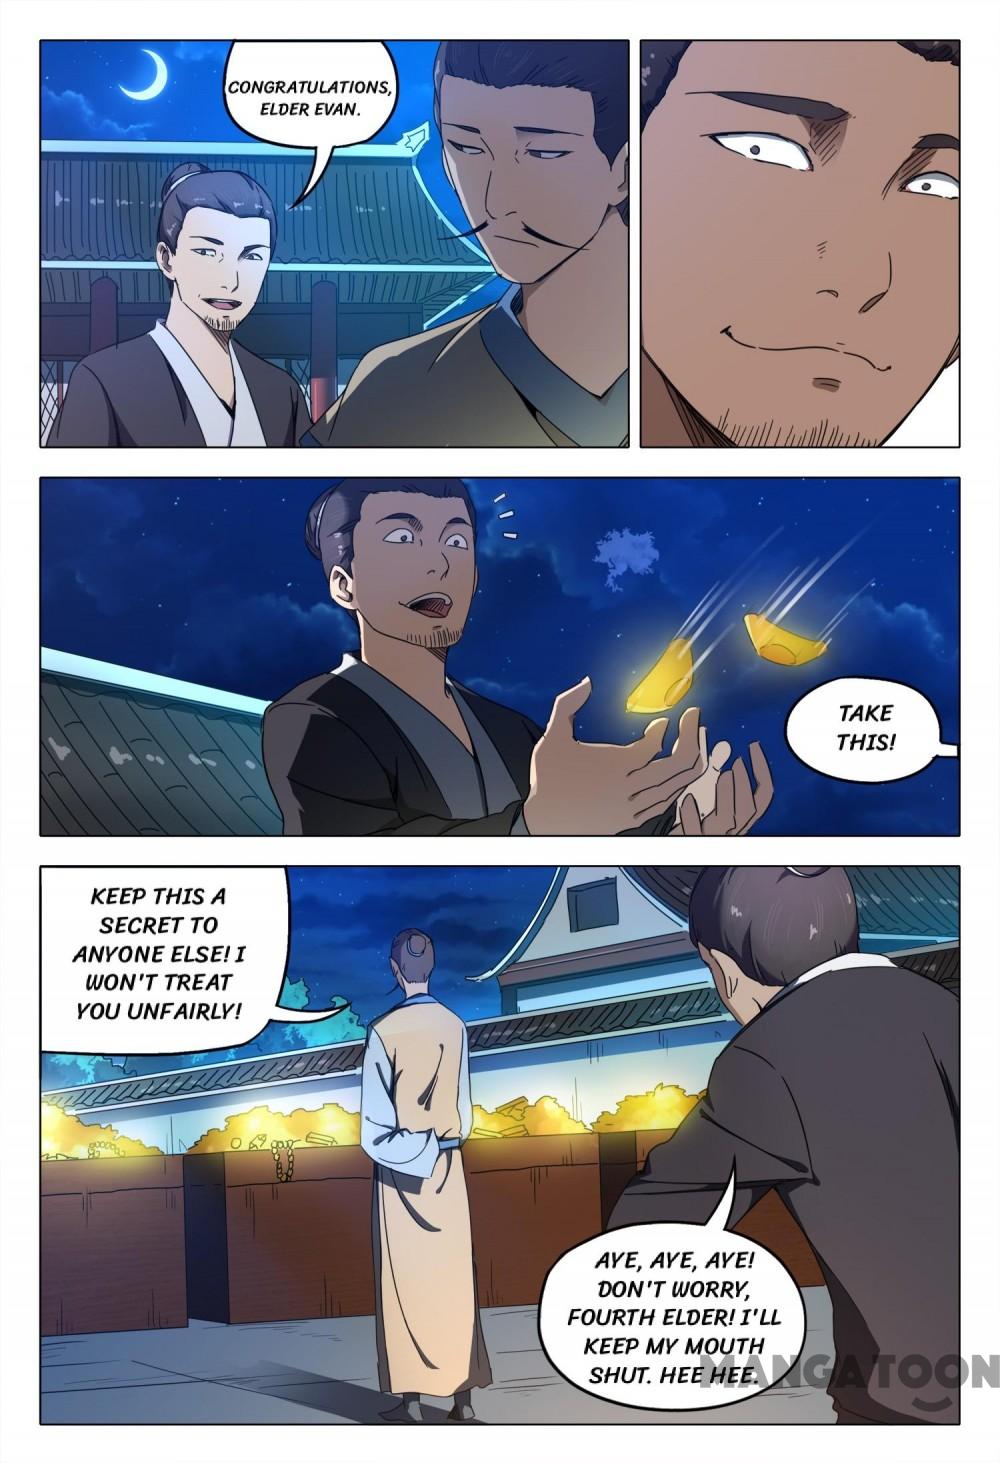 CONGRATULATIONS,
ELDER EVAN.
TAKE
THIS!
KEEP THIS A
SECRET TO
ANYONE ELSE! I
WON'T TREAT
YOU UNFAIRLY!
AYE, AYE, AYE!
DON'T WORRY,
FOURTH ELDER! I'LL
KEEP MY MOUTH
SHUT. HEE HEE.
MANGATOON